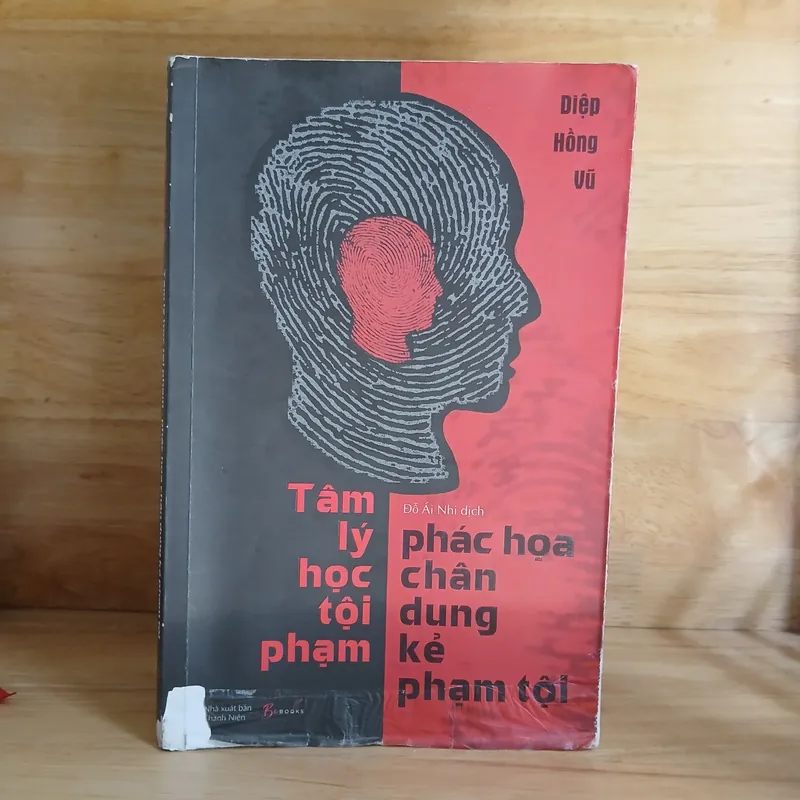 Diệp
Hồng
Vũ
Tâm
lý
học
tội
phạm
Đỗ Ái Nhi dịch
phác họa
chân
dung
kẻ
phạm tội
Nhà xuất bản
Thanh Niên
BOOKS